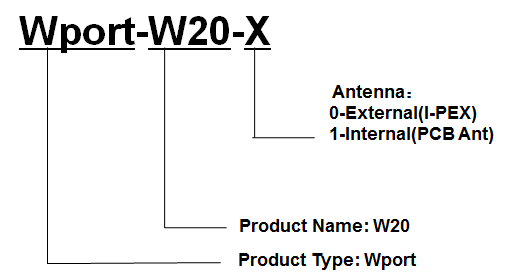 Wport-W20-X
Antenna：
0-External(I-PEX)
1-Internal(PCB Ant)
Product Name: W20
Product Type: Wport